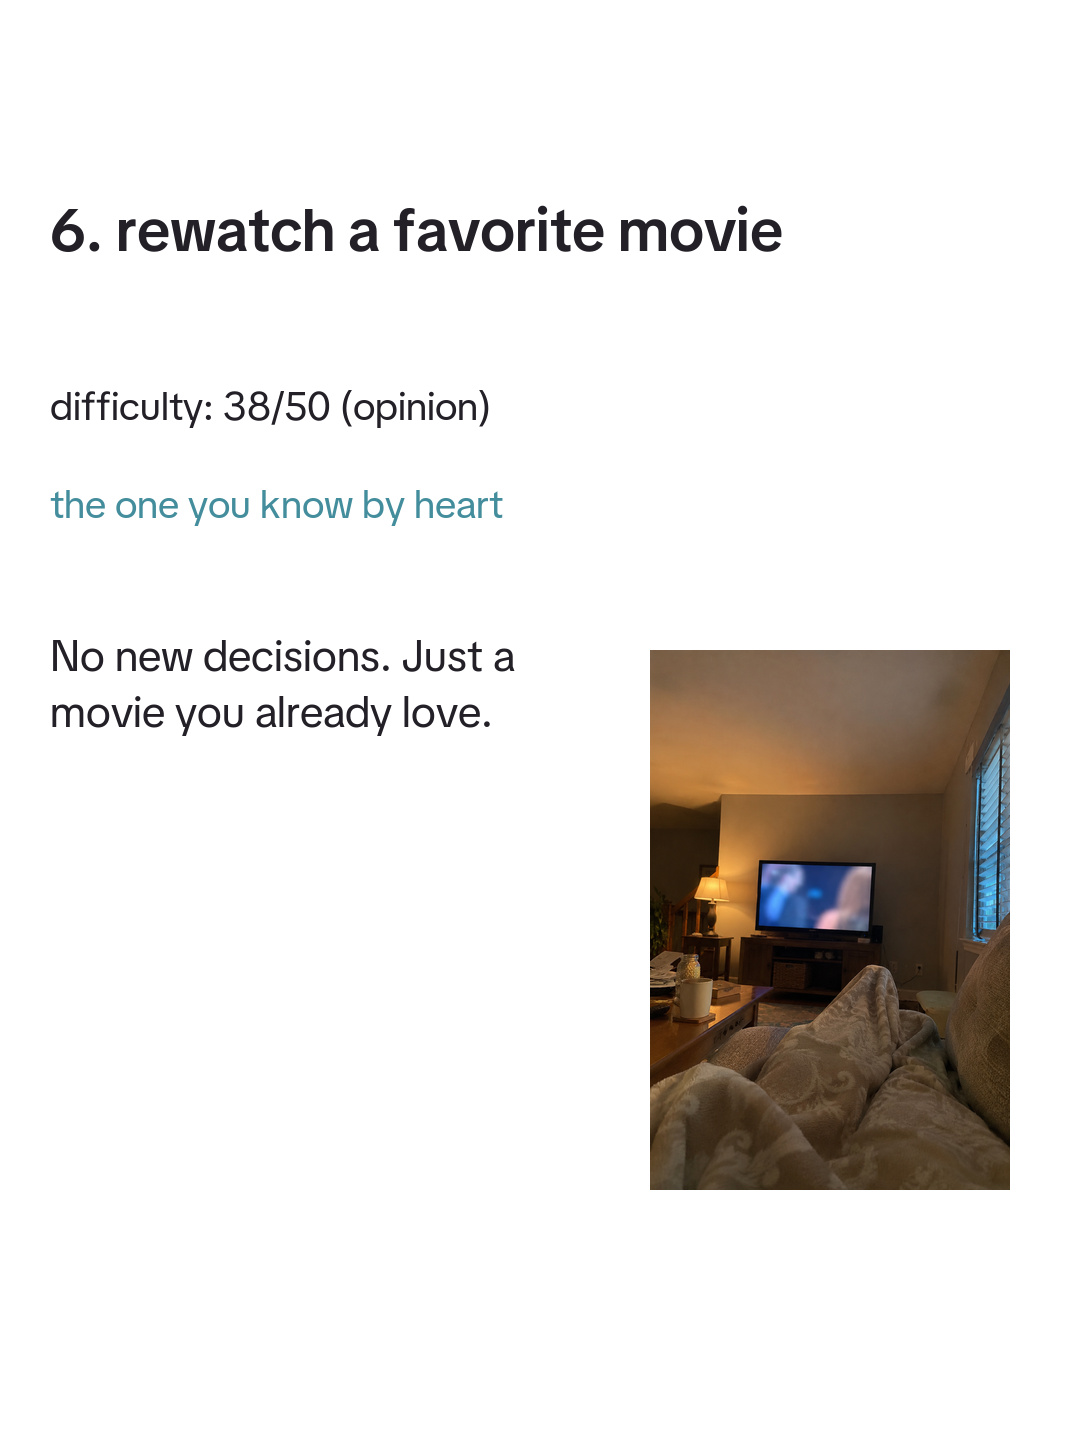 6. rewatch a favorite movie
difficulty: 38/50 (opinion)
the one you know by heart
No new decisions. Just a
movie you already love.